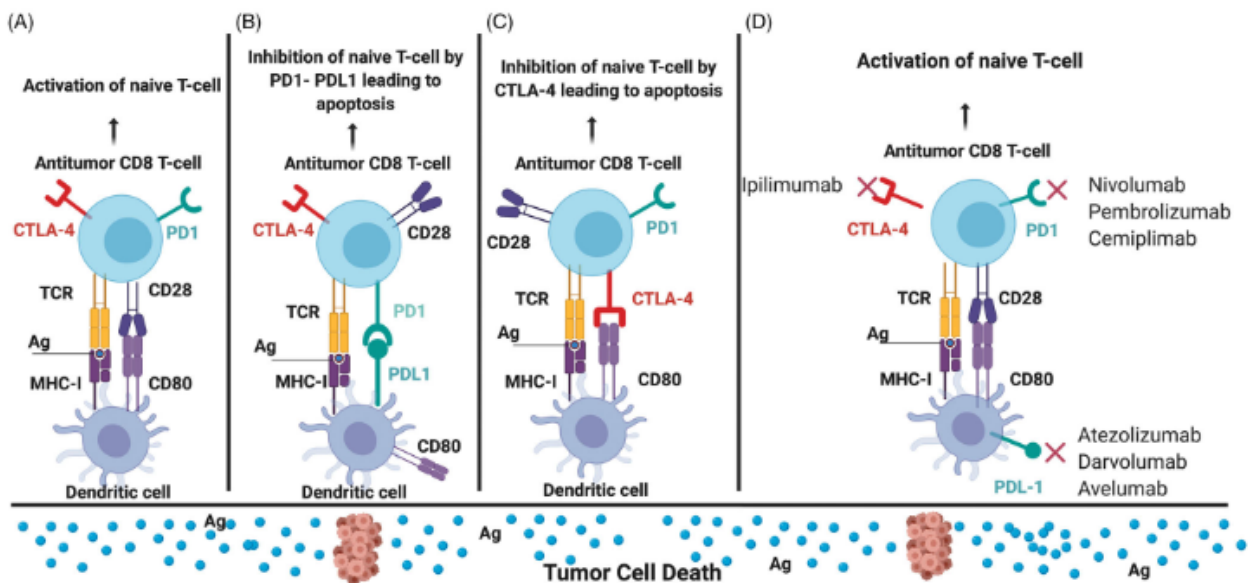 (A)
Activation of naive T-cell
Antitumor CD8 T-cell
CTLA-4
PD1
TCR
CD28
Ag
MHC-I
CD80
Dendritic cell
(B)
Inhibition of naive T-cell by
PD1- PDL1 leading to
apoptosis
Antitumor CD8 T-cell
CTLA-4
CD28
TCR
PD1
Ag
PDL1
MHC-I
CD80
Dendritic cell
(C)
Inhibition of naive T-cell by
CTLA-4 leading to apoptosis
Antitumor CD8 T-cell
CD28
PD1
TCR
CTLA-4
Ag
MHC-I
CD80
Dendritic cell
(D)
Activation of naive T-cell
Antitumor CD8 T-cell
Ipilimumab
CTLA-4
PD1
Nivolumab
Pembrolizumab
Cemiplimab
TCR
CD28
Ag
MHC-I
CD80
PDL-1
Atezolizumab
Darvolumab
Avelumab
Ag
Ag
Ag
Ag
Tumor Cell Death